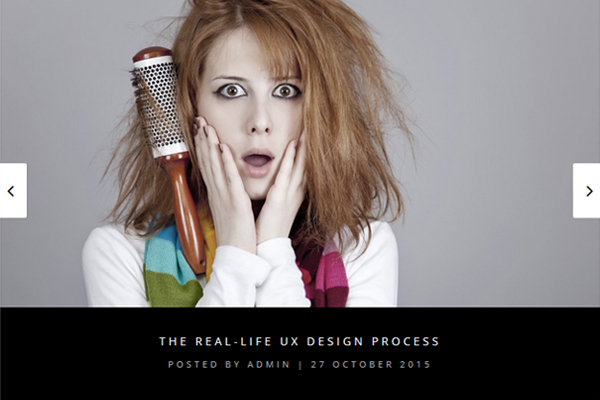 THE REAL-LIFE UX DESIGN PROCESS
POSTED BY ADMIN | 27 OCTOBER 2015